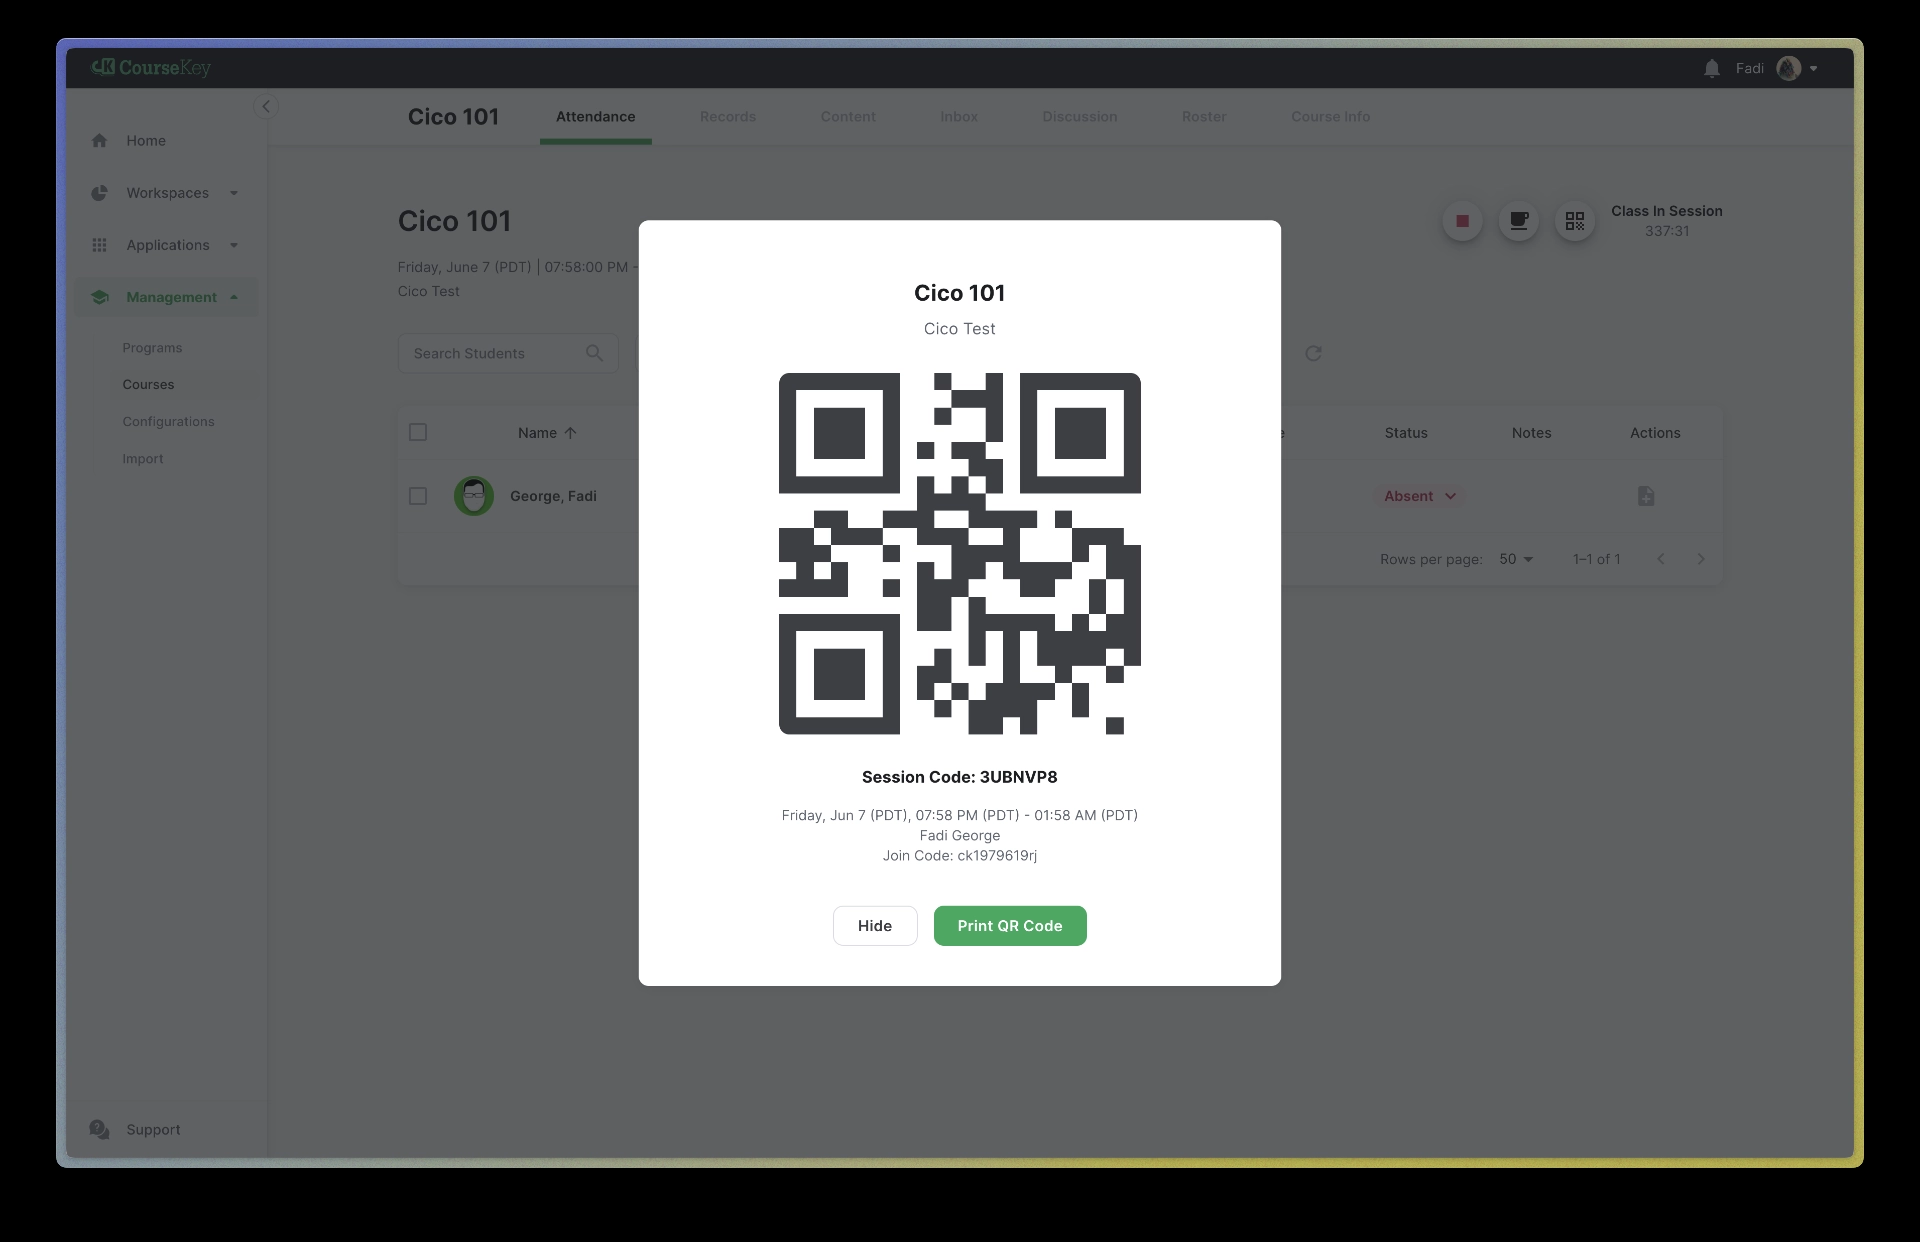 CK CourseKey
Fadi
Home
Workspaces
Applications
Management
Programs
Courses
Configurations
Import
Support
Cico 101
Attendance
Records
Content
Inbox
Discussion
Roster
Course Info
Cico 101
Friday, June 7 (PDT) | 07:58:00 PM -
Cico Test
Class In Session
337:31
Search Students
Name
Status
Notes
Actions
George, Fadi
Absent
Rows per page: 50
1–1 of 1
Cico 101
Cico Test
Session Code: 3UBNVP8
Friday, Jun 7 (PDT), 07:58 PM (PDT) - 01:58 AM (PDT)
Fadi George
Join Code: ck1979619rj
Hide
Print QR Code